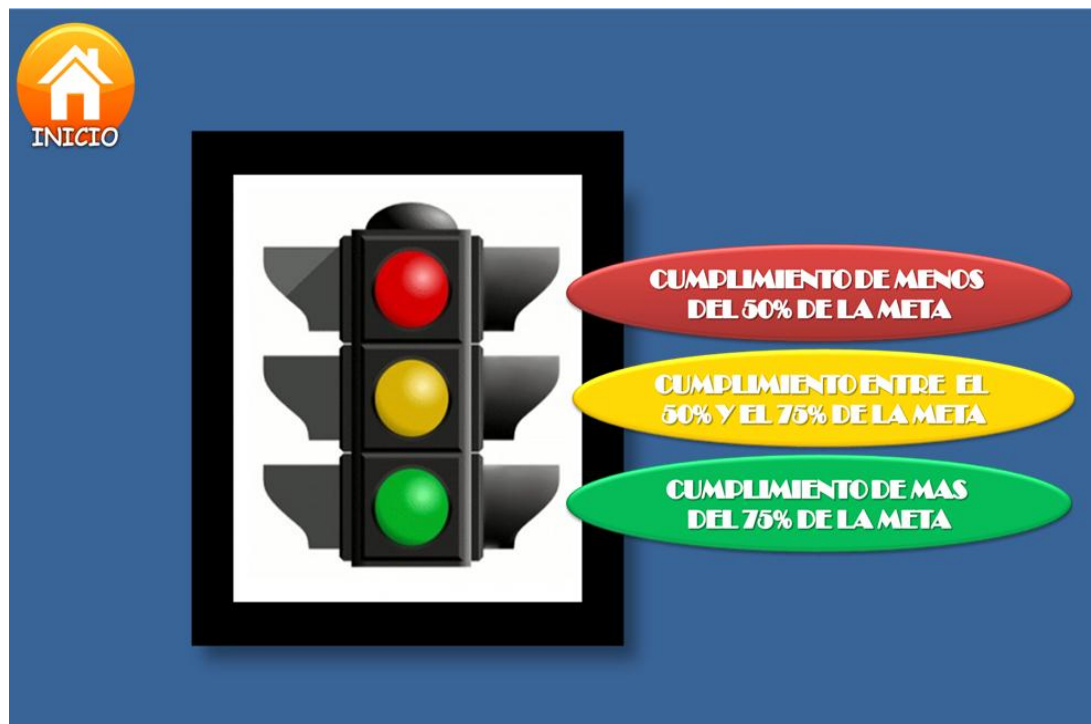 INICIO
CUMPLIMIENTO DE MENOS
DEL 50% DE LA META
CUMPLIMIENTO ENTRE EL
50% Y EL 75% DE LA META
CUMPLIMIENTO DE MAS
DEL 75% DE LA META